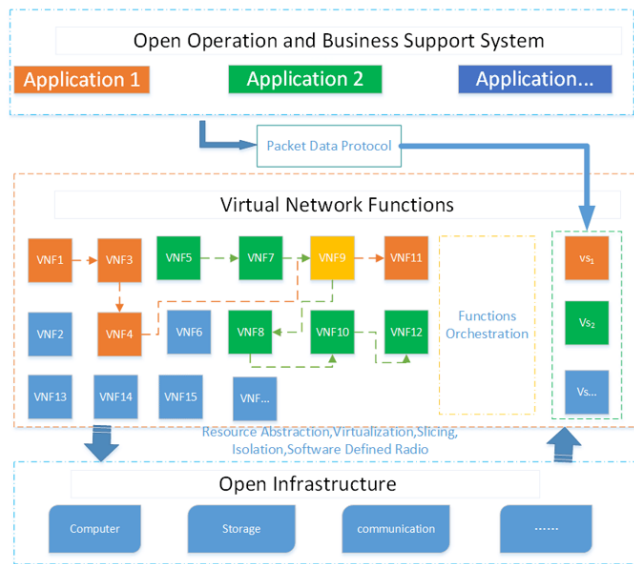 Open Operation and Business Support System
Application 1
Application 2
Application...
Packet Data Protocol
Virtual Network Functions
VNF1
VNF3
VNF5
VNF7
VNF9
VNF11
VNF2
VNF4
VNF6
VNF8
VNF10
VNF12
VNF13
VNF14
VNF15
VNF...
Functions
Orchestration
vs₁
Vs₂
Vs...
Resource Abstraction,Virtualization,Slicing,
Isolation,Software Defined Radio
Open Infrastructure
Computer
Storage
communication
......